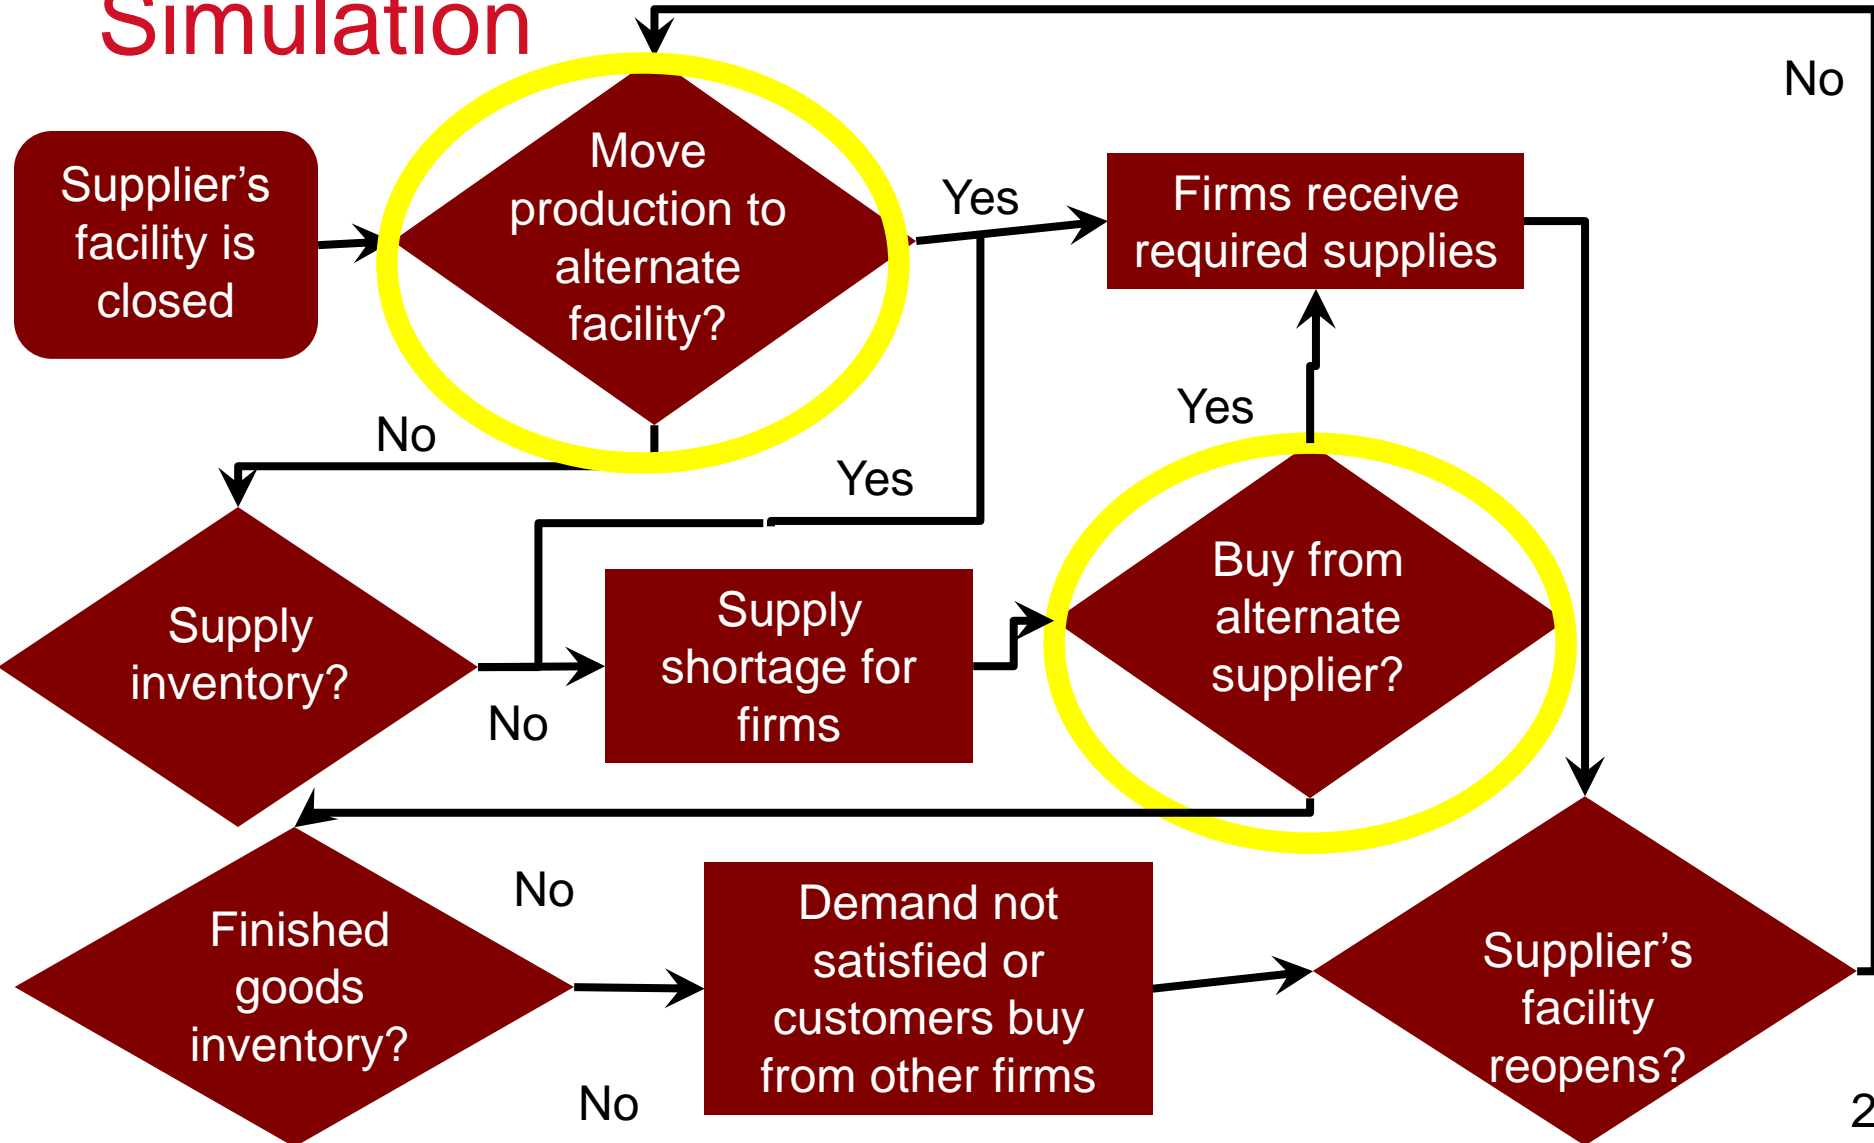 Simulation
No
Supplier’s
facility is
closed
Move
production to
alternate
facility?
Yes
Firms receive
required supplies
No
Yes
Yes
Supply
inventory?
No
Supply
shortage for
firms
Buy from
alternate
supplier?
No
Finished
goods
inventory?
No
Demand not
satisfied or
customers buy
from other firms
Supplier’s
facility
reopens?
2